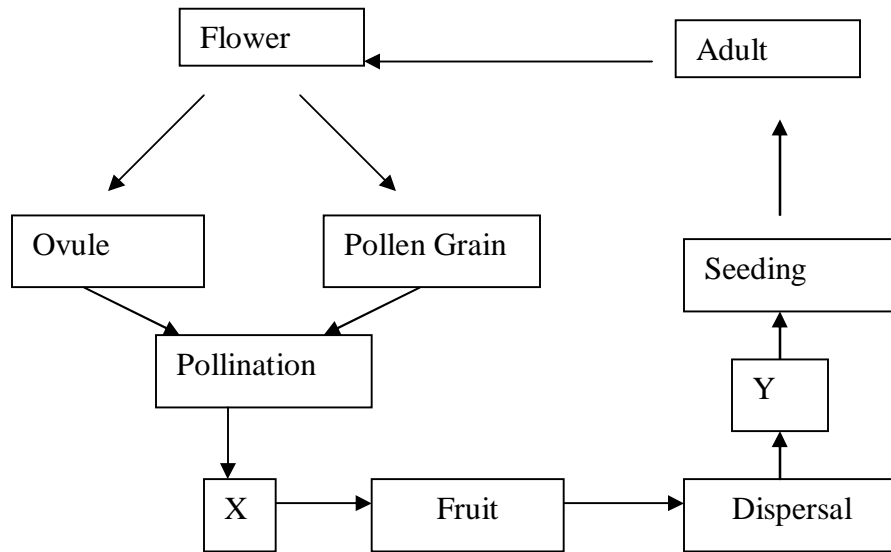 Flower
Adult
Ovule
Pollen Grain
Seeding
Pollination
Y
X
Fruit
Dispersal